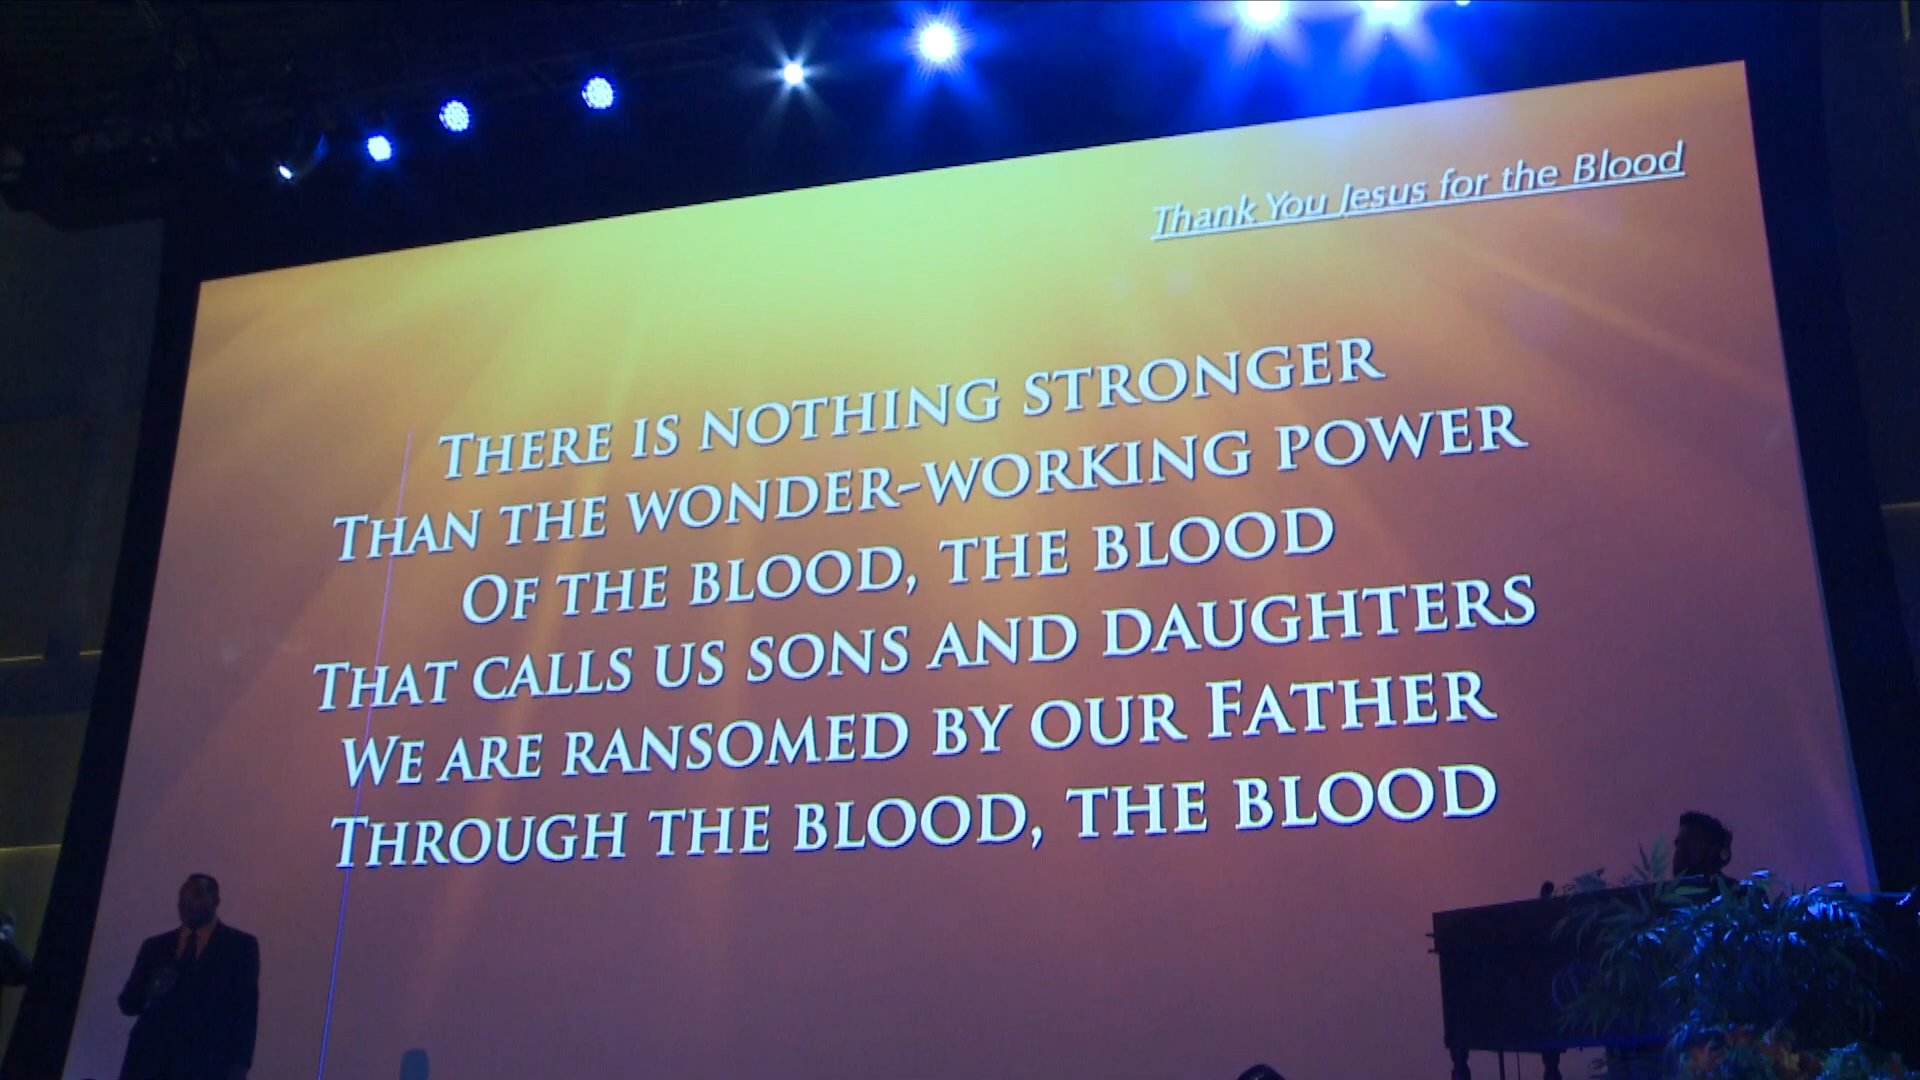 Thank You Jesus for the Blood
There is nothing stronger
Than the wonder-working power
Of the blood, the blood
That calls us sons and daughters
We are ransomed by our Father
Through the blood, the blood